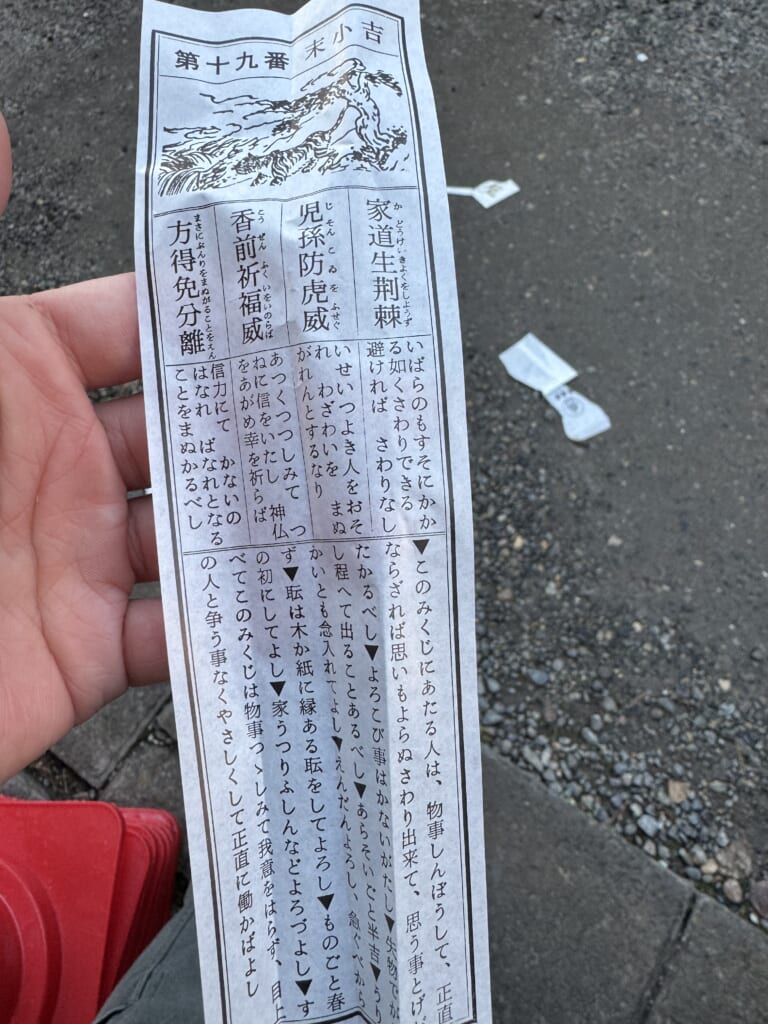 第十九番 末小吉
家道生荊棘
かどうけいきよくをしようず
児孫防虎威
じそんこゐをふせぐ
香前祈福威
こうぜんふくいをいのらば
方得免分離
まさにぶんりをまぬがることをえん
いばらのもすそにかか
る如くさわりできる
避ければ さわりなし
いせいつよき人をおそ
れ わざわいを まぬ
がれんとするなり
あつくつつしみて つ
ねに信をいたし 神仏
をあがめ幸を祈らば
信力にて かないの
はなれ ばなれとなる
ことをまぬかるべし
▼このみくじにあたる人は、物事しんぼうして、正直
ならざれば思いもよらぬさわり出来て、思う事とげが
たかるべし▼よろこび事はかないがたし▼失物で
し程へて出ることあるべし▼あらそいごと半吉▼うり
かいとも念入れてよし▼えんだんよろし、急ぐべから
ず▼耺は木か紙に縁ある耺をしてよろし▼ものごと春
の初にしてよし▼家うつりふしんなどよろづよし▼す
べてこのみくじは物事つゝしみて我意をはらず、目上
の人と争う事なくやさしくして正直に働かばよし